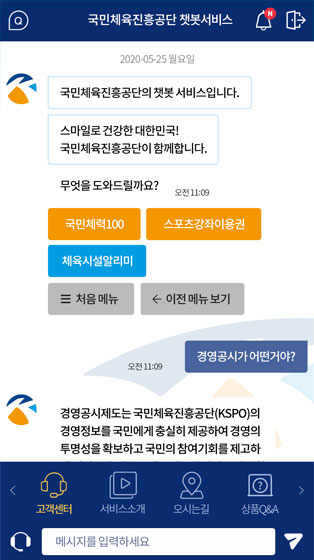 국민체육진흥공단 챗봇서비스
N
Q
2020-05-25 월요일
국민체육진흥공단의 챗봇 서비스입니다.
스마일로 건강한 대한민국!
국민체육진흥공단이 함께합니다.
무엇을 도와드릴까요?
오전 11:09
국민체력100
스포츠강좌이용권
체육시설알리미
처음 메뉴
이전 메뉴 보기
경영공시가 어떤거야?
오전 11:09
경영공시제도는 국민체육진흥공단(KSPO)의
경영정보를 국민에게 충실히 제공하여 경영의
투명성을 확보하고 국민의 참여기회를 제고하
고객센터
서비스소개
오시는길
상품Q&A
메시지를 입력하세요